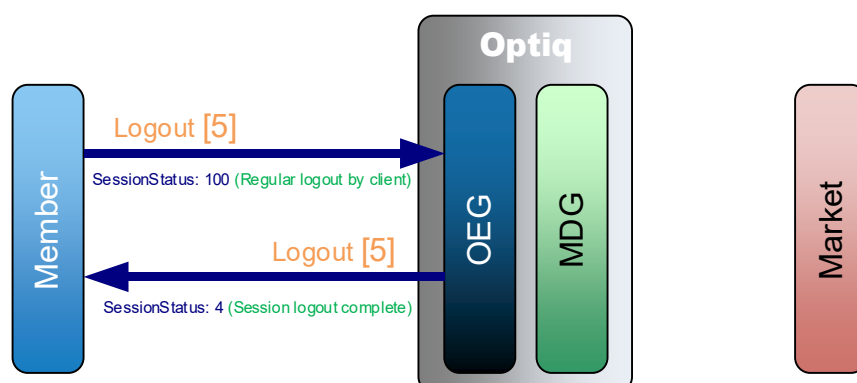 Optiq
Logout [5]
SessionStatus: 100 (Regular logout by client)
Member
OEG
MDG
Market
Logout [5]
SessionStatus: 4 (Session logout complete)